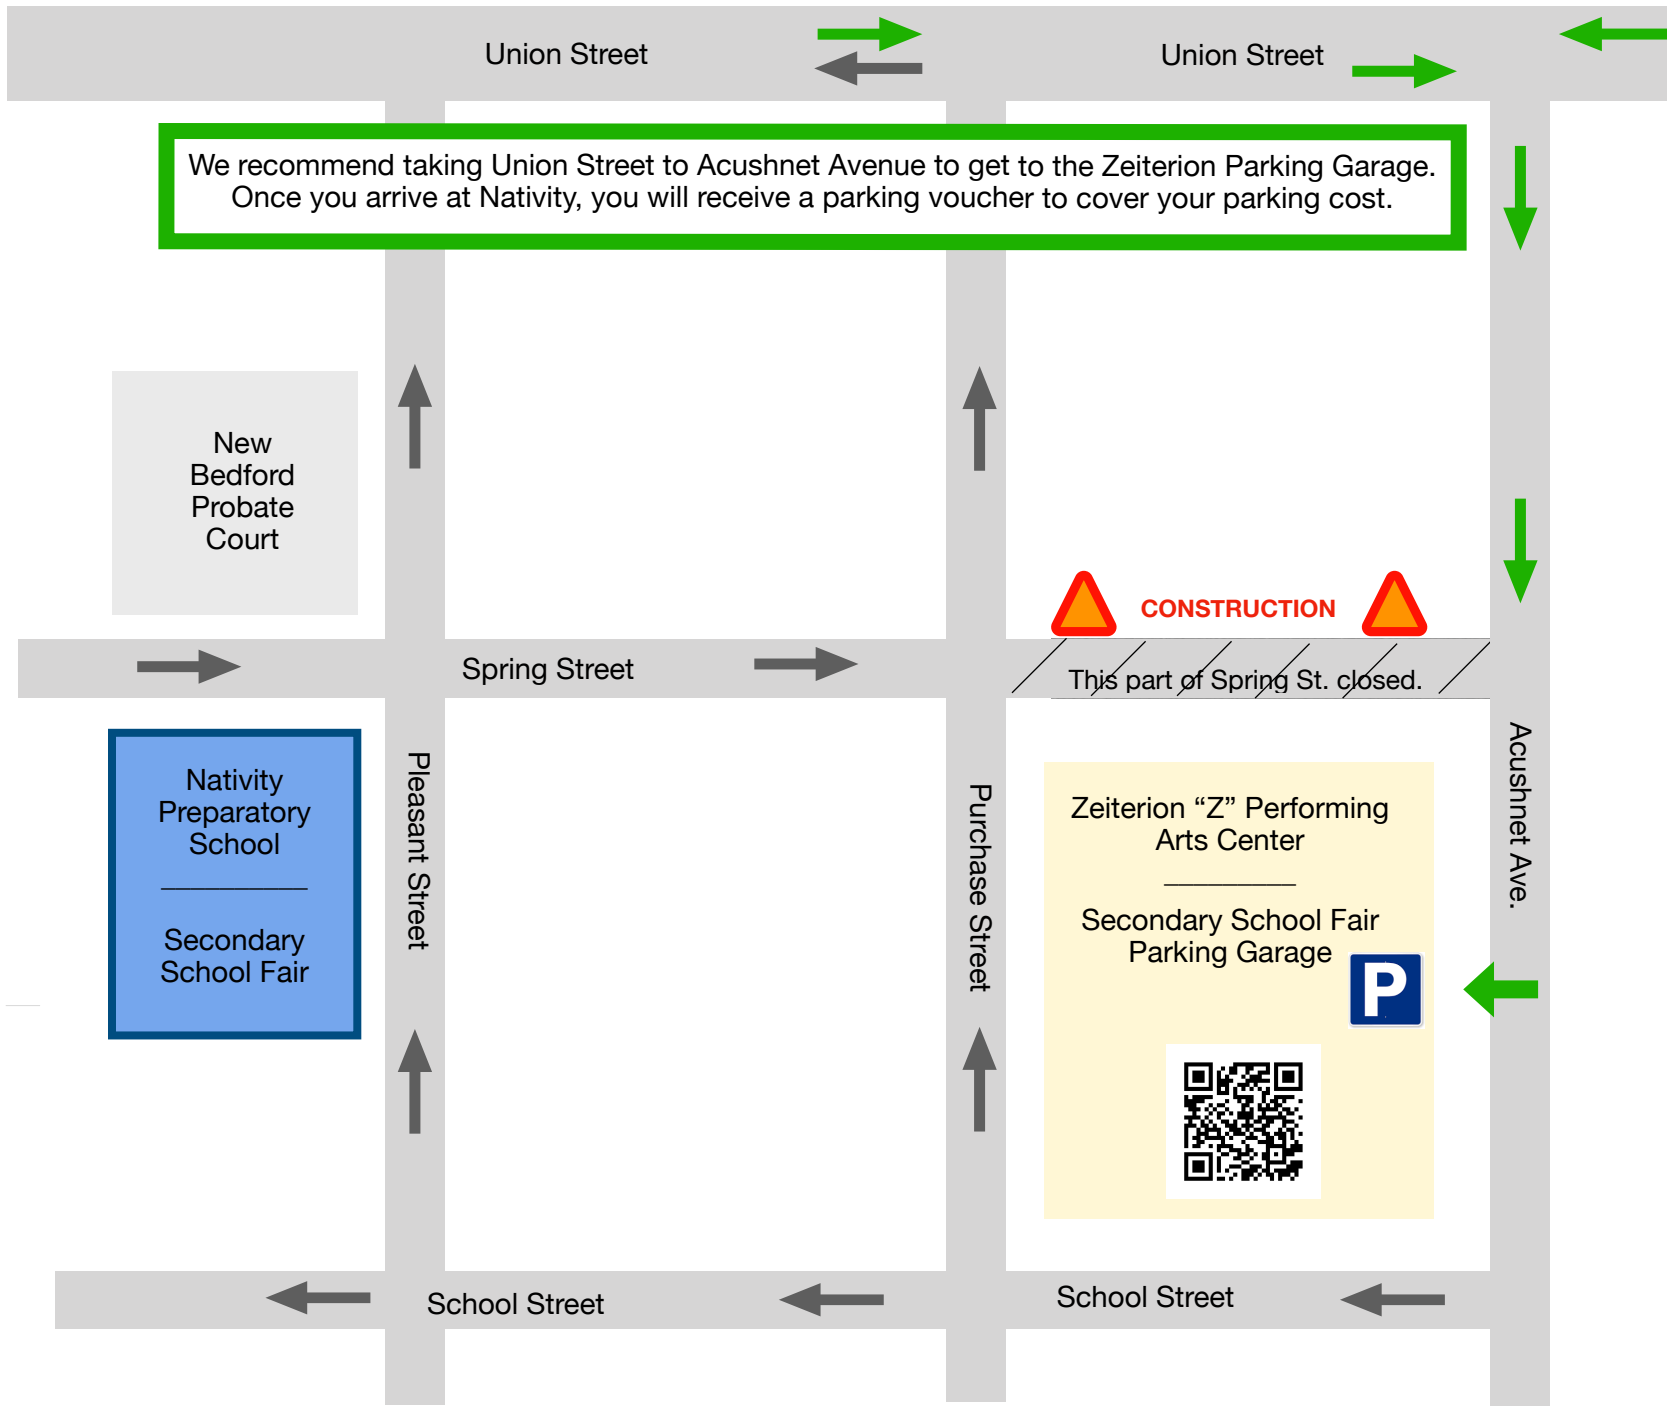 Union Street
Union Street
We recommend taking Union Street to Acushnet Avenue to get to the Zeiterion Parking Garage.
Once you arrive at Nativity, you will receive a parking voucher to cover your parking cost.
New
Bedford
Probate
Court
CONSTRUCTION
Spring Street
This part of Spring St. closed.
Nativity
Preparatory
School
Secondary
School Fair
Pleasant Street
Purchase Street
Zeiterion “Z” Performing
Arts Center
Secondary School Fair
Parking Garage
P
Acushnet Ave.
School Street
School Street